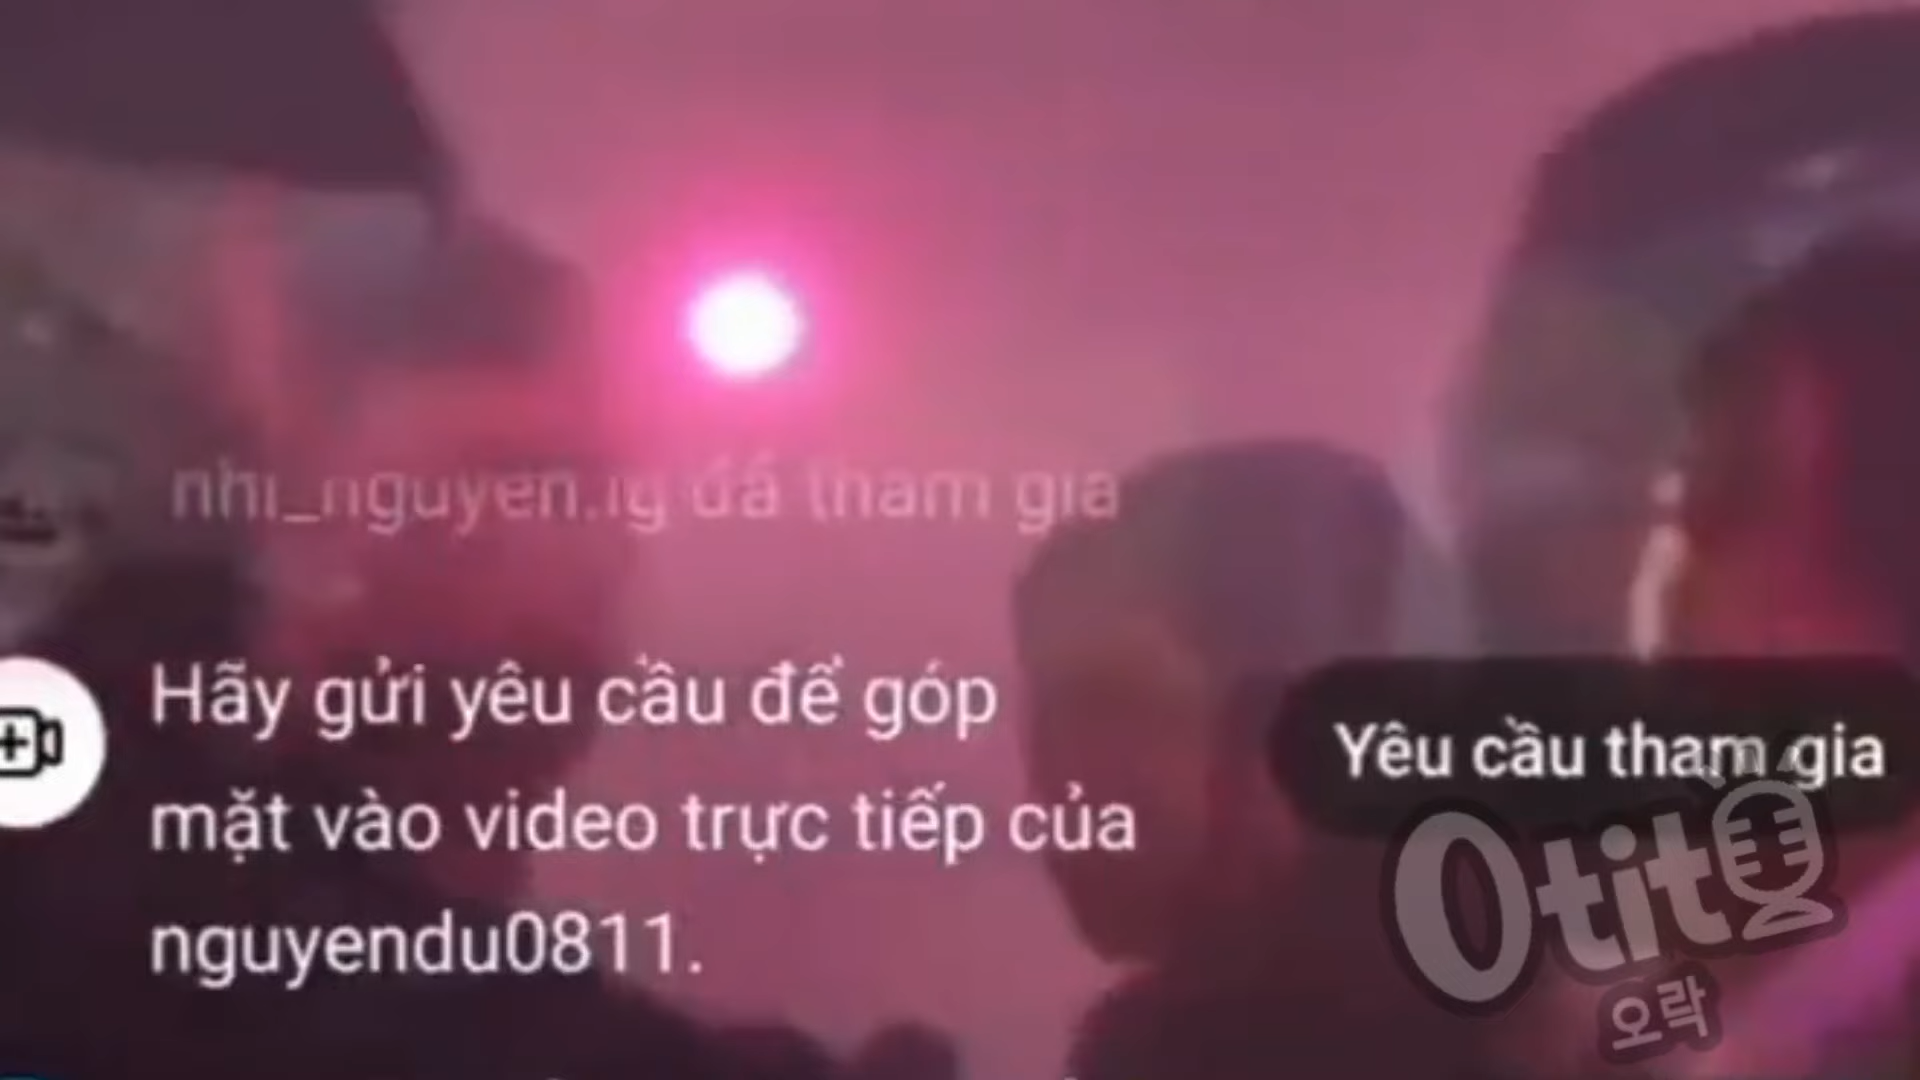 nhi_nguyen.ig đã tham gia
Hãy gửi yêu cầu để góp
mặt vào video trực tiếp của
nguyendu0811.
Yêu cầu tham gia
Otito
오락